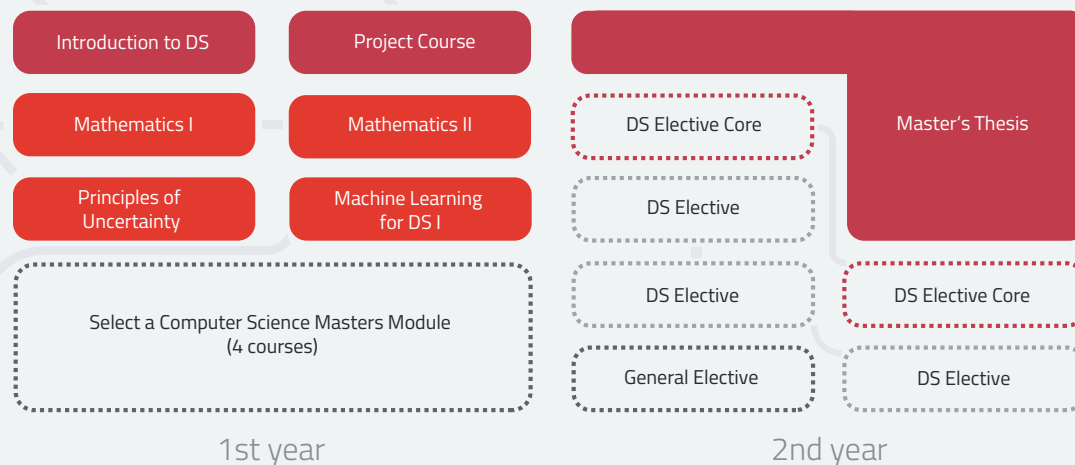 Introduction to DS
Project Course
Mathematics I
Mathematics II
Principles of
Uncertainty
Machine Learning
for DS I
Select a Computer Science Masters Module
(4 courses)
1st year
Master's Thesis
DS Elective Core
DS Elective
DS Elective
DS Elective Core
General Elective
DS Elective
2nd year